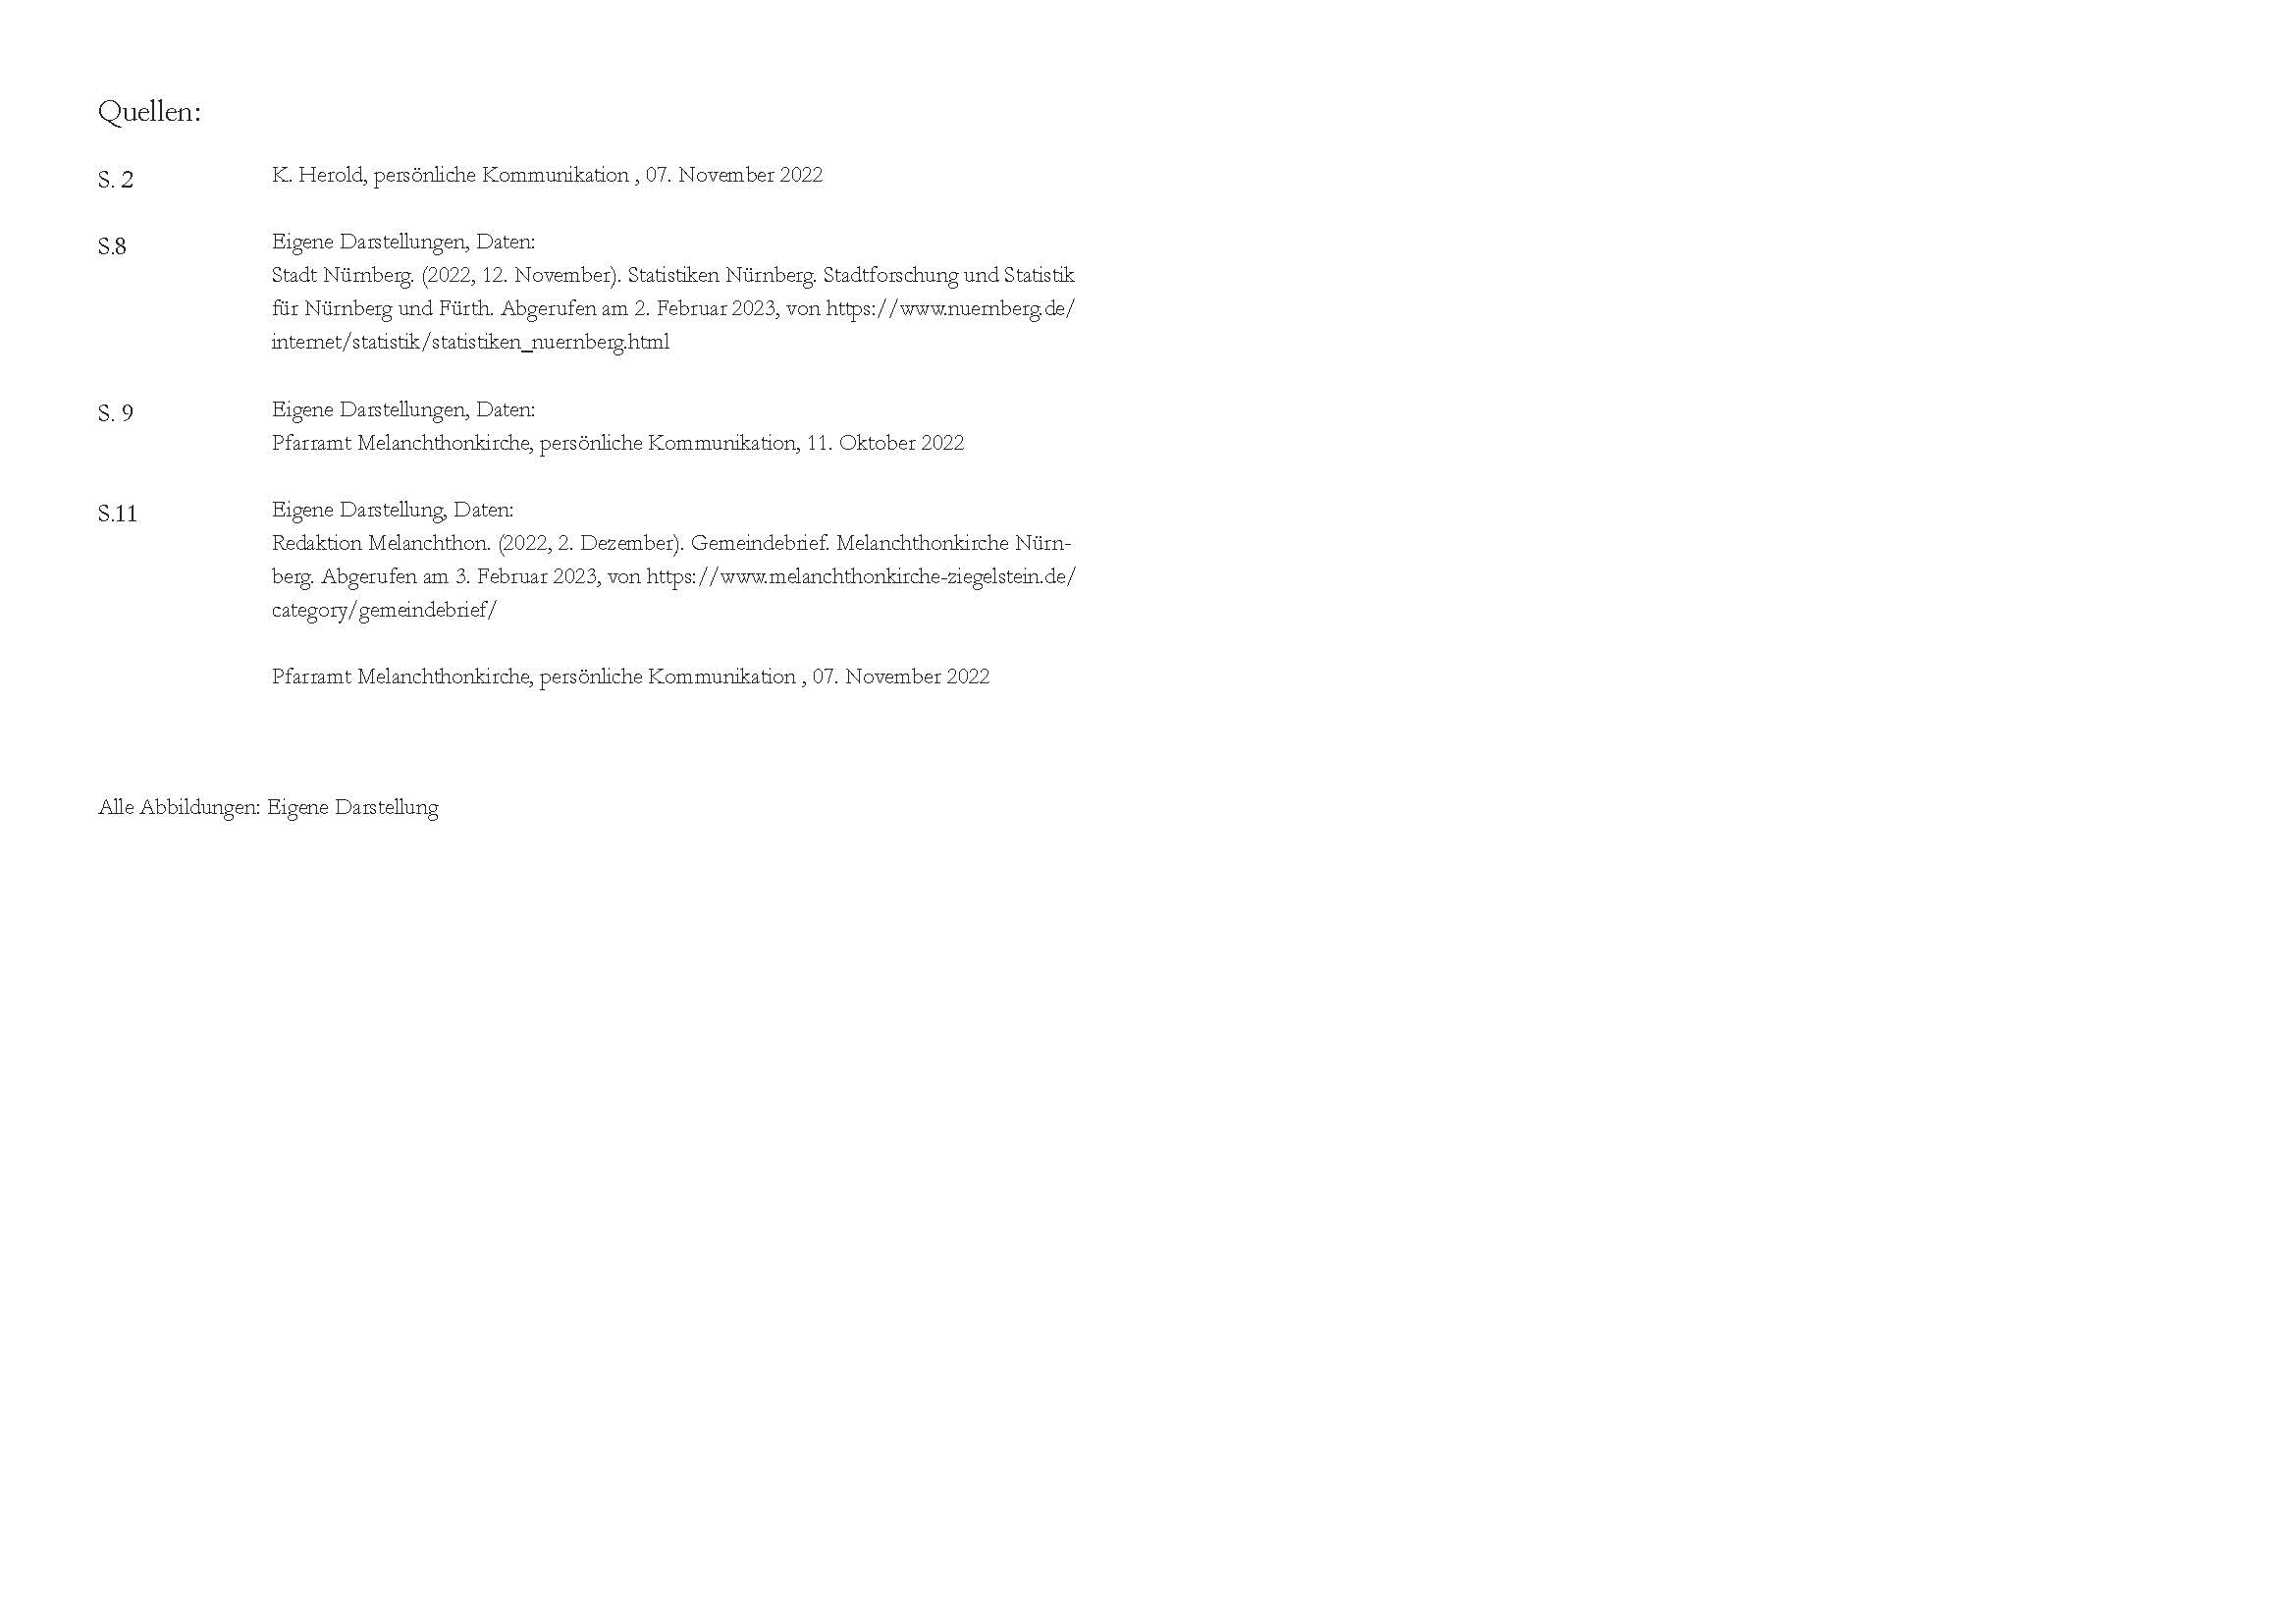 Quellen:
S. 2 K. Herold, persönliche Kommunikation , 07. November 2022
S.8 Eigene Darstellungen, Daten:
Stadt Nürnberg. (2022, 12. November). Statistiken Nürnberg. Stadtforschung und Statistik
für Nürnberg und Fürth. Abgerufen am 2. Februar 2023, von https://www.nuernberg.de/
internet/statistik/statistiken_nuernberg.html
S. 9 Eigene Darstellungen, Daten:
Pfarramt Melanchthonkirche, persönliche Kommunikation, 11. Oktober 2022
S.11 Eigene Darstellung, Daten:
Redaktion Melanchthon. (2022, 2. Dezember). Gemeindebrief. Melanchthonkirche Nürn-
berg. Abgerufen am 3. Februar 2023, von https://www.melanchthonkirche-ziegelstein.de/
category/gemeindebrief/
Pfarramt Melanchthonkirche, persönliche Kommunikation , 07. November 2022
Alle Abbildungen: Eigene Darstellung